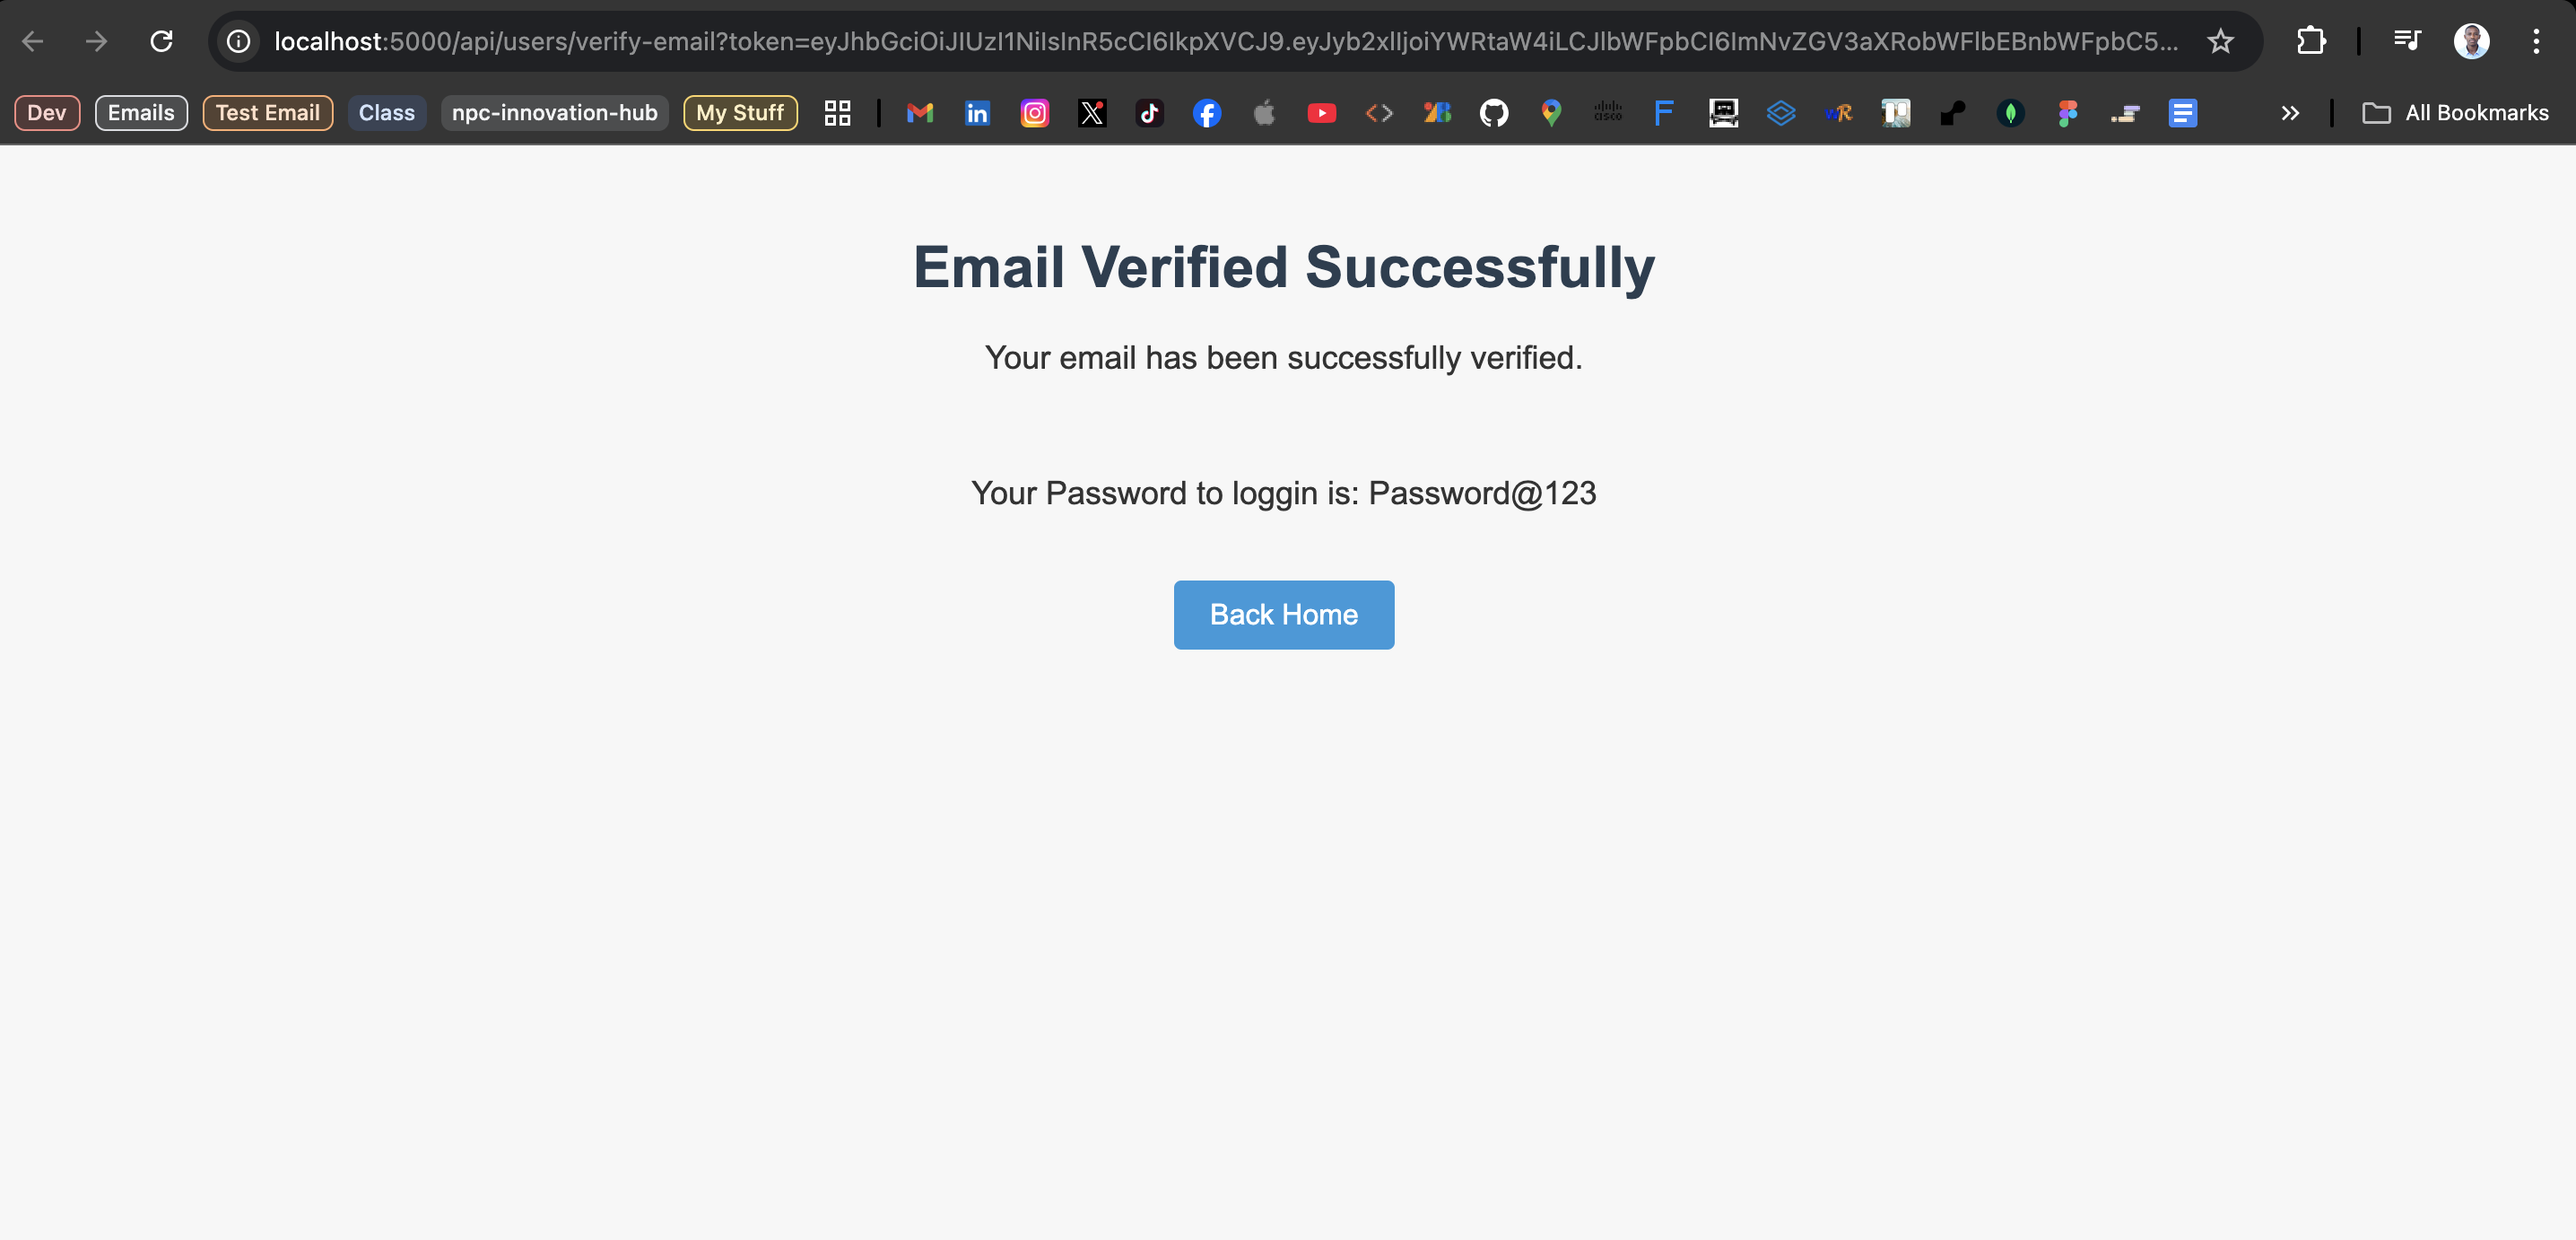 localhost:5000/api/users/verify-email?token=eyJhbGciOiJIUzI1NiIsInR5cCI6IkpXVCJ9.eyJyb2xlIjoiYWRtaW4iLCJlbWFpbCI6ImNvZGV3aXRobWFlbEBnbWFpbC5...
Dev Emails Test Email Class npc-innovation-hub My Stuff All Bookmarks
Email Verified Successfully
Your email has been successfully verified.
Your Password to loggin is: Password@123
Back Home